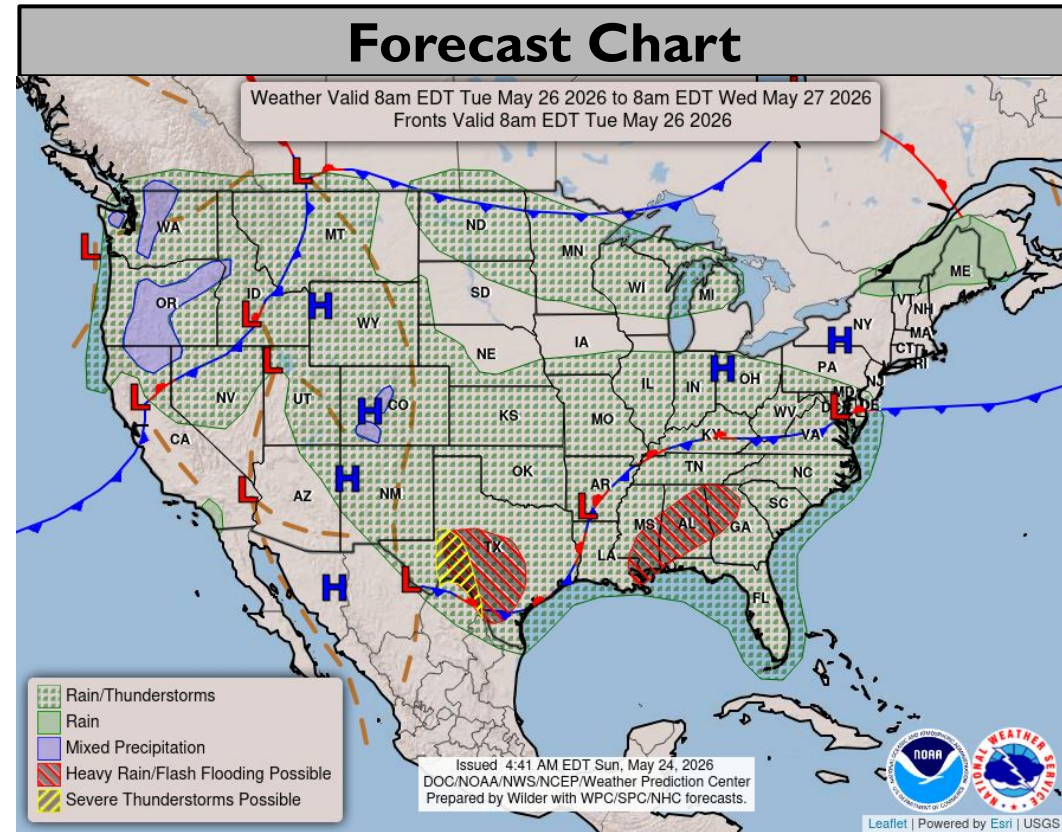 Forecast Chart
Weather Valid 8am EDT Tue May 26 2026 to 8am EDT Wed May 27 2026
Fronts Valid 8am EDT Tue May 26 2026
L
WA
MT
ND
MN
L
ME
OR
ID
L
H
WY
SD
WI
MI
VT
NH
NY
MA
CT
RI
H
L
NE
IA
PA
NJ
NV
UT
H
CO
IL
IN
H
OH
MD
DE
L
CA
KS
MO
WV
KY
VA
L
AZ
H
NM
OK
AR
L
TN
NC
SC
MS
AL
GA
TX
LA
H
L
FL
Rain/Thunderstorms
Rain
Mixed Precipitation
Heavy Rain/Flash Flooding Possible
Severe Thunderstorms Possible
Issued 4:41 AM EDT Sun, May 24, 2026
DOC/NOAA/NWS/NCEP/Weather Prediction Center
Prepared by Wilder with WPC/SPC/NHC forecasts.
NOAA
NATIONAL WEATHER SERVICE
Leaflet | Powered by Esri | USGS